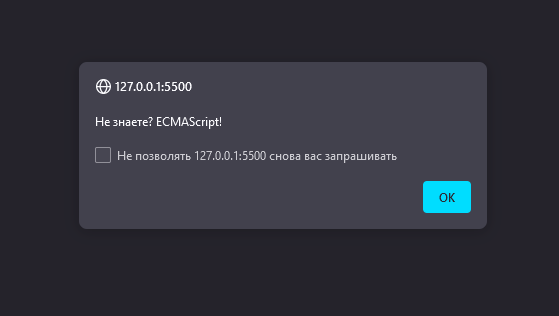 127.0.0.1:5500
Не знаете? ECMAScript!
Не позволять 127.0.0.1:5500 снова вас запрашивать
OK